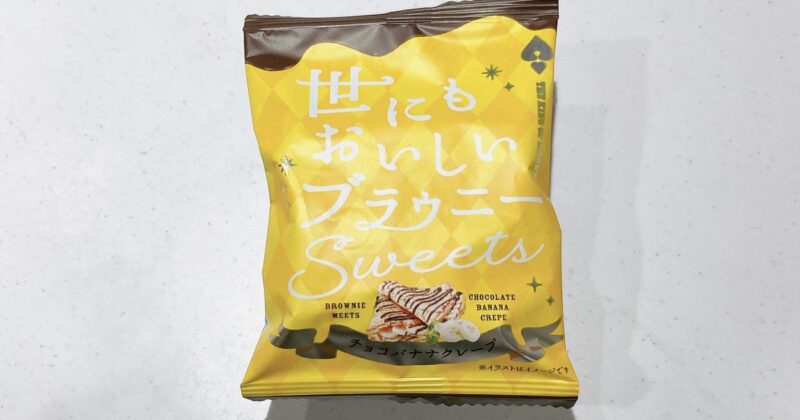 世にも
おいしい
ブラウニー
Sweets
BROWNIE
MEETS
CHOCOLATE
BANANA
CREPE
チョコバナナクレープ
※イラストはイメージです